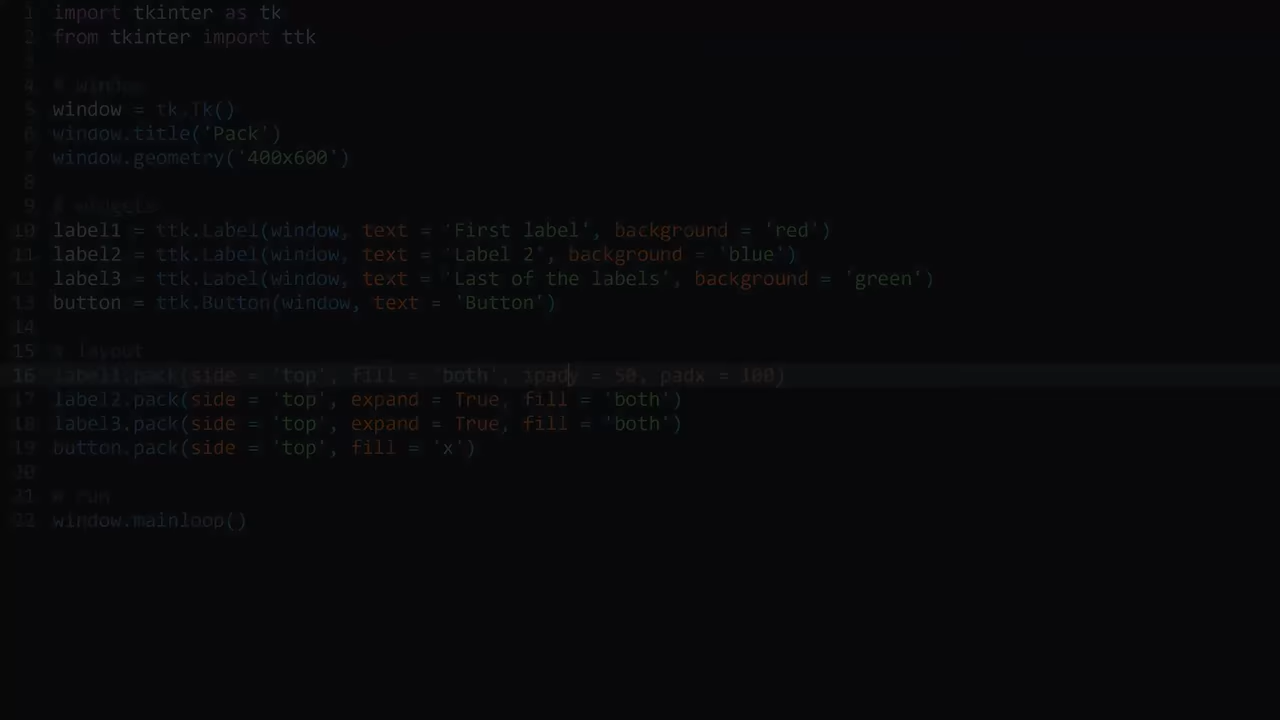 1 import tkinter as tk
2 from tkinter import ttk
3
4 # window
5 window = tk.Tk()
6 window.title('Pack')
7 window.geometry('400x600')
8
9 # widgets
10 label1 = ttk.Label(window, text = 'First label', background = 'red')
11 label2 = ttk.Label(window, text = 'Label 2', background = 'blue')
12 label3 = ttk.Label(window, text = 'Last of the labels', background = 'green')
13 button = ttk.Button(window, text = 'Button')
14
15 # layout
16 label1.pack(side = 'top', fill = 'both', ipady = 50, padx = 100)
17 label2.pack(side = 'top', expand = True, fill = 'both')
18 label3.pack(side = 'top', expand = True, fill = 'both')
19 button.pack(side = 'top', fill = 'x')
20
21 # run
22 window.mainloop()